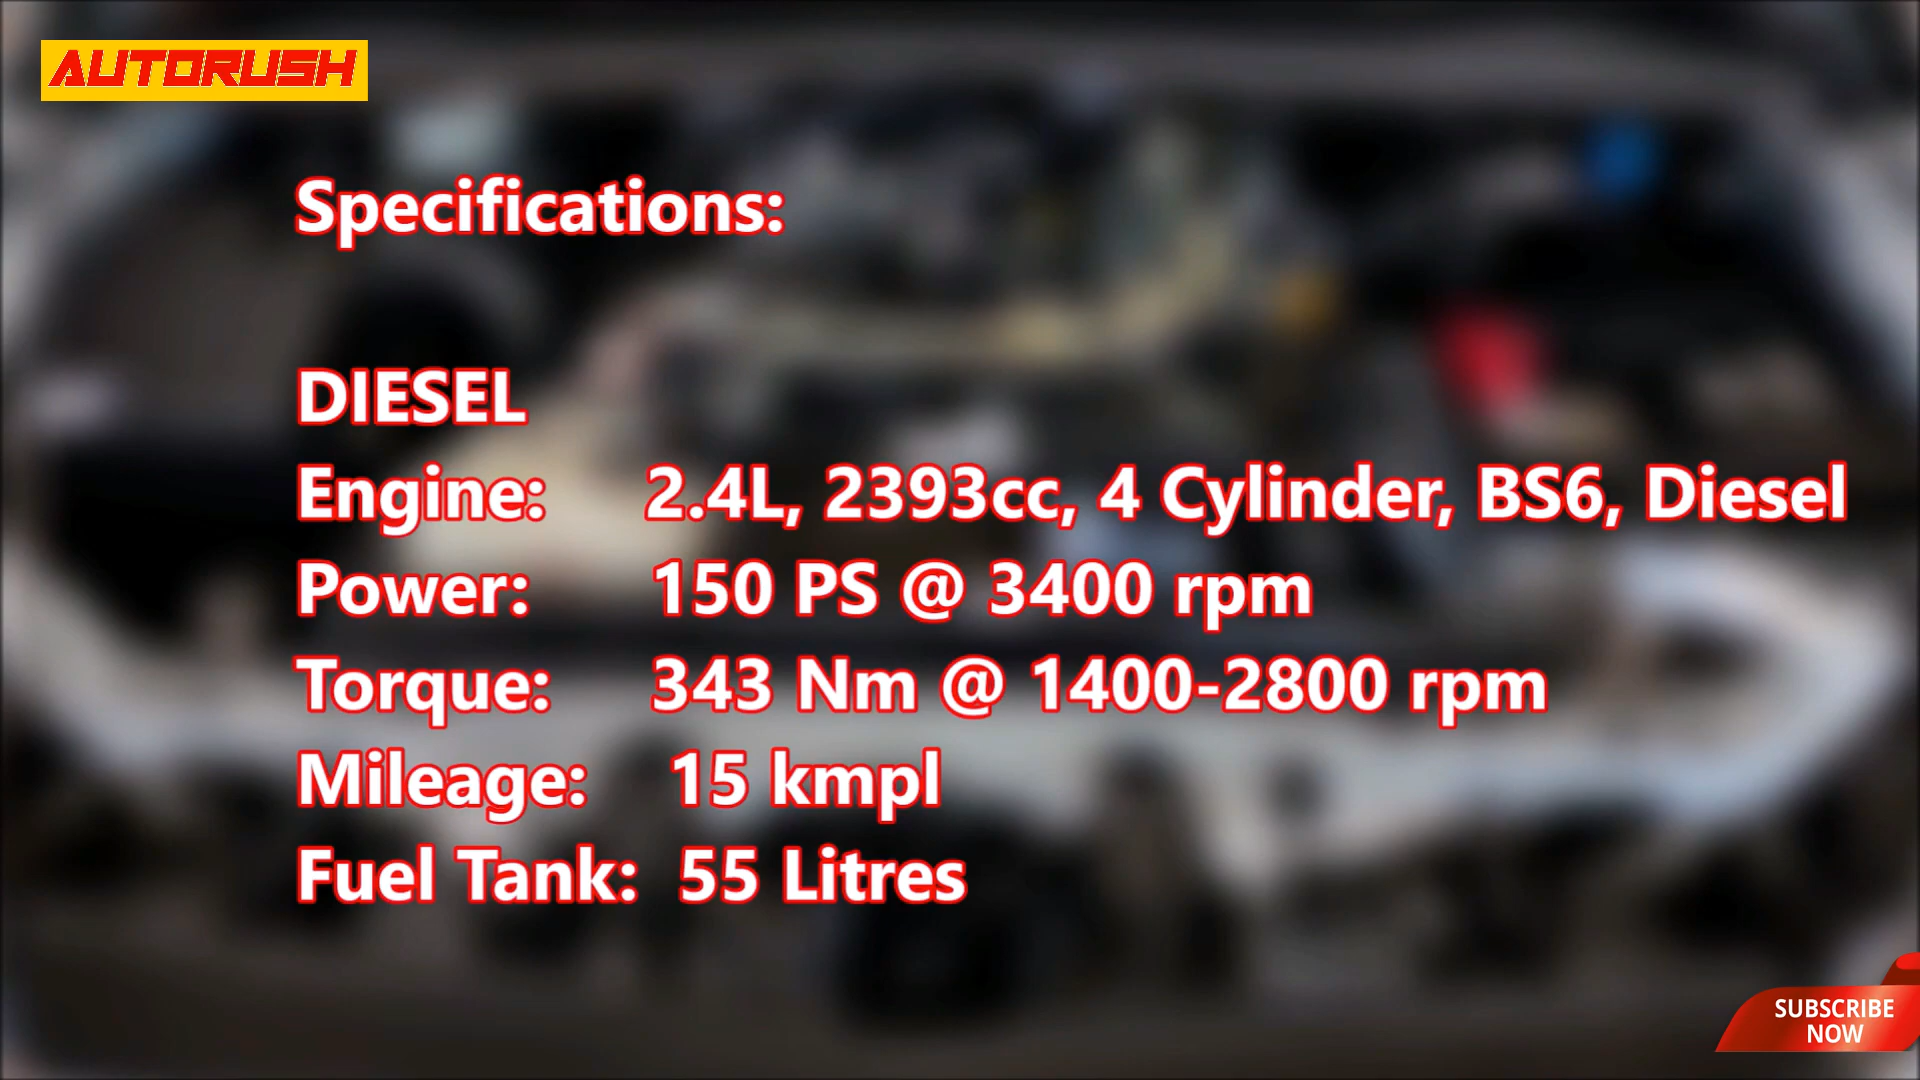 AUTORUSH
Specifications:
DIESEL
Engine: 2.4L, 2393cc, 4 Cylinder, BS6, Diesel
Power: 150 PS @ 3400 rpm
Torque: 343 Nm @ 1400-2800 rpm
Mileage: 15 kmpl
Fuel Tank: 55 Litres
SUBSCRIBE
NOW